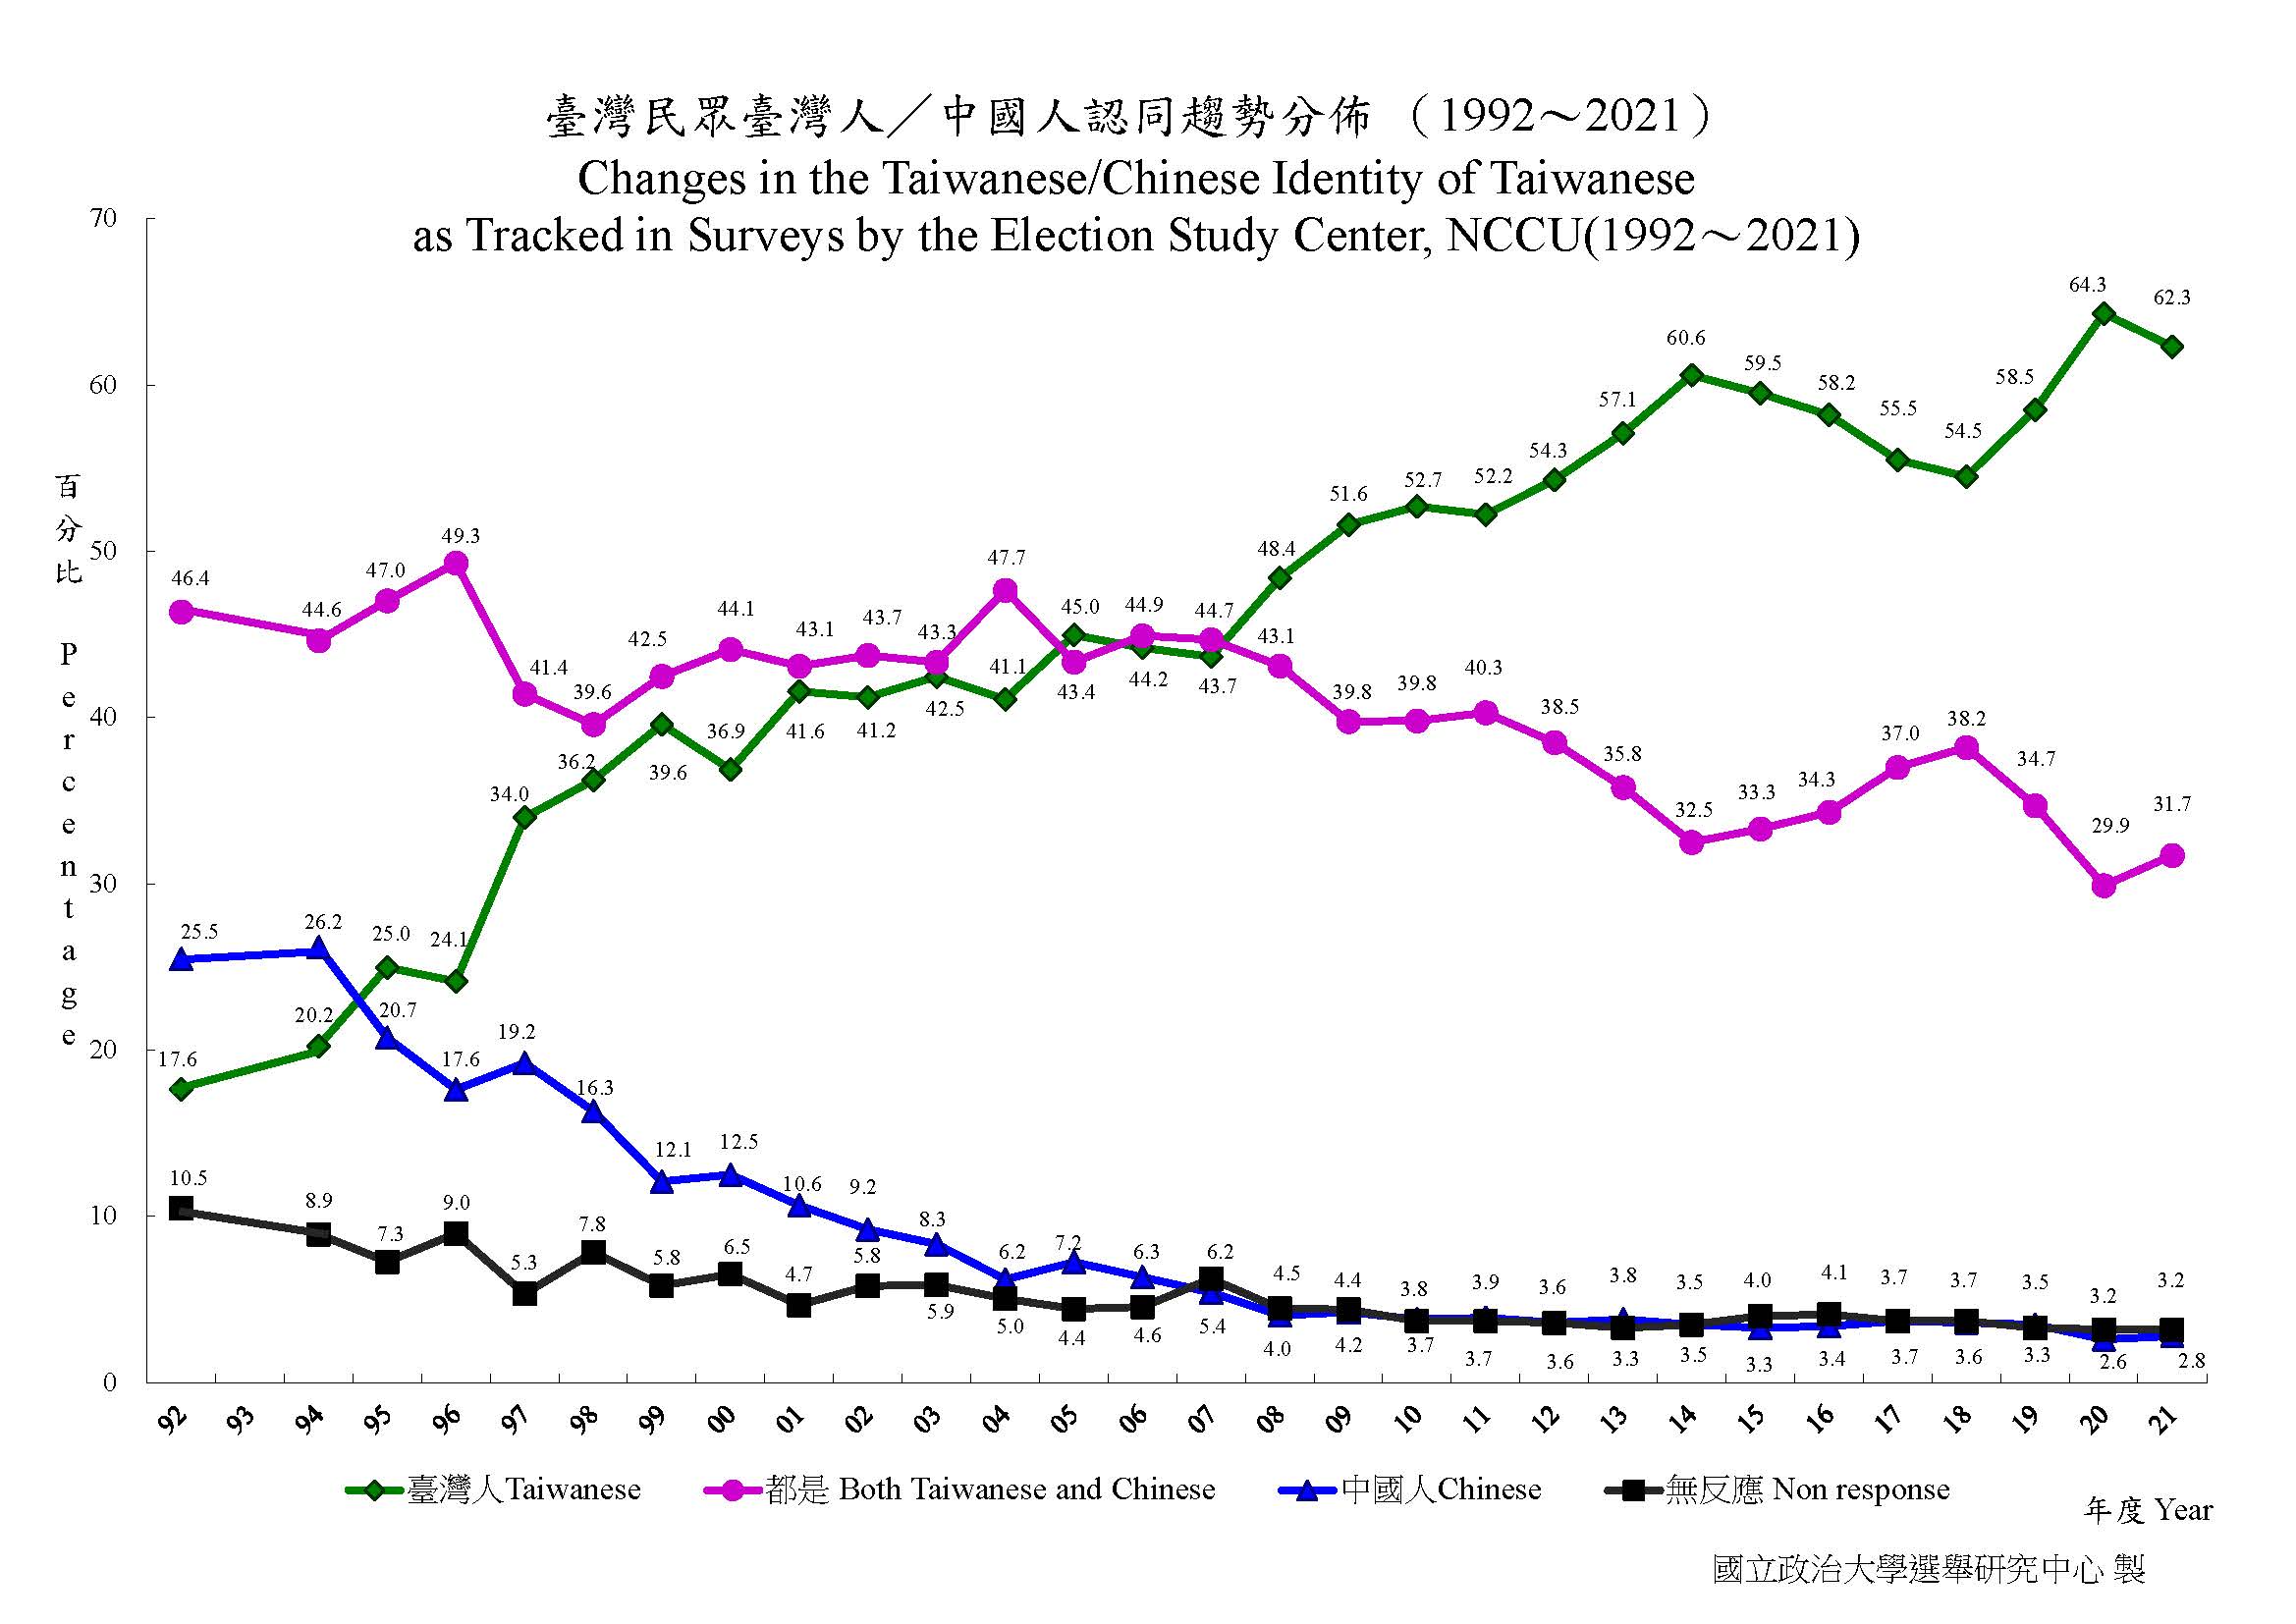 臺灣民眾臺灣人／中國人認同趨勢分佈 （1992～2021）
Changes in the Taiwanese/Chinese Identity of Taiwanese
as Tracked in Surveys by the Election Study Center, NCCU(1992～2021)
百分比 Percentage
70
60
50
40
30
20
10
0
17.6 20.2 25.0 24.1 34.0 36.2 39.6 36.9 41.6 41.2 42.5 41.1 45.0 44.2 43.7 48.4 51.6 52.7 52.2 54.3 57.1 60.6 59.5 58.2 55.5 54.5 58.5 64.3 62.3
46.4 44.6 47.0 49.3 41.4 39.6 42.5 44.1 43.1 43.7 43.3 47.7 43.4 44.9 44.7 43.1 39.8 39.8 40.3 38.5 35.8 32.5 33.3 34.3 37.0 38.2 34.7 29.9 31.7
25.5 26.2 20.7 17.6 19.2 16.3 12.1 12.5 10.6 9.2 8.3 6.2 7.2 6.3 5.4 4.0 4.2 3.8 3.9 3.6 3.8 3.5 3.3 3.4 3.7 3.6 3.5 2.6 2.8
10.5 8.9 7.3 9.0 5.3 7.8 5.8 6.5 4.7 5.8 5.9 5.0 4.4 4.6 6.2 4.5 4.4 3.7 3.7 3.6 3.3 3.5 4.0 4.1 3.7 3.7 3.3 3.2 3.2
92 93 94 95 96 97 98 99 00 01 02 03 04 05 06 07 08 09 10 11 12 13 14 15 16 17 18 19 20 21
臺灣人Taiwanese 都是 Both Taiwanese and Chinese 中國人Chinese 無反應 Non response
年度 Year
國立政治大學選舉研究中心 製